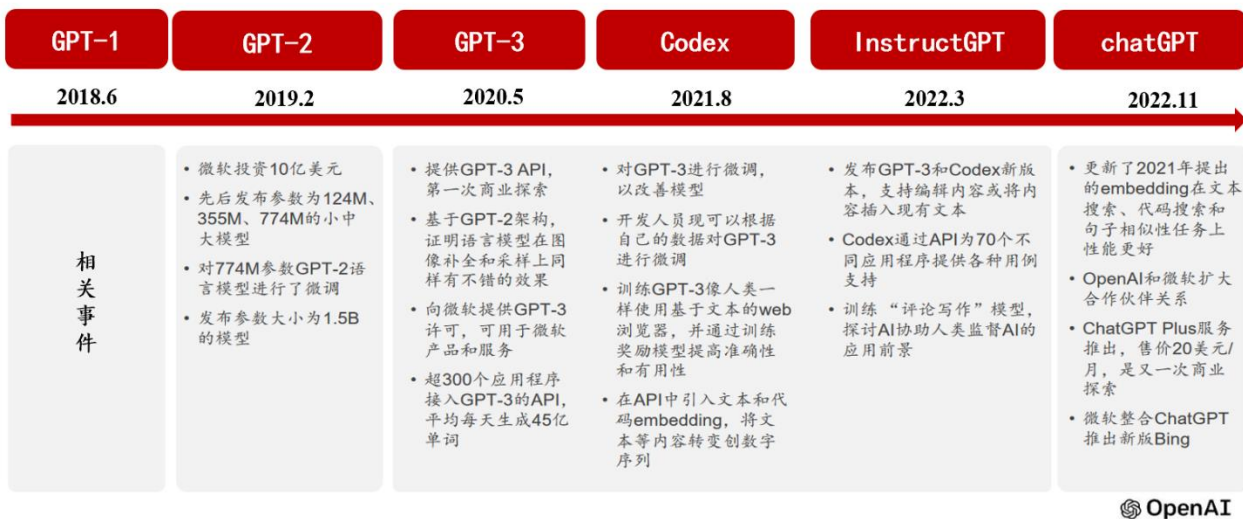 GPT-1
GPT-2
GPT-3
Codex
InstructGPT
chatGPT
2018.6
2019.2
2020.5
2021.8
2022.3
2022.11
相
关
事
件
• 微软投资10亿美元
• 先后发布参数为124M、
355M、774M的小中
大模型
• 对774M参数GPT-2语
言模型进行了微调
• 发布参数大小为1.5B
的模型
• 提供GPT-3 API,
第一次商业探索
• 基于GPT-2架构,
证明语言模型在图
像补全和采样上同
样有不错的效果
• 向微软提供GPT-3
许可, 可用于微软
产品和服务
• 超300个应用程序
接入GPT-3的API,
平均每天生成45亿
单词
• 对GPT-3进行微调,
以改善模型
• 开发人员现可以根据
自己的数据对GPT-3
进行微调
• 训练GPT-3像人类一
样使用基于文本的web
浏览器, 并通过训练
奖励模型提高准确性
和有用性
• 在API中引入文本和代
码embedding, 将文
本等内容转变创数字
序列
• 发布GPT-3和Codex新版
本, 支持编辑内容或将内
容插入现有文本
• Codex通过API为70个不
同应用程序提供各种用例
支持
• 训练“评论写作”模型,
探讨AI协助人类监督AI的
应用前景
• 更新了2021年提出
的embedding在文本
搜索、代码搜索和
句子相似性任务上
性能更好
• OpenAI和微软扩大
合作伙伴关系
• ChatGPT Plus服务
推出, 售价20美元/
月, 是又一次商业
探索
• 微软整合ChatGPT
推出新版Bing
OpenAI